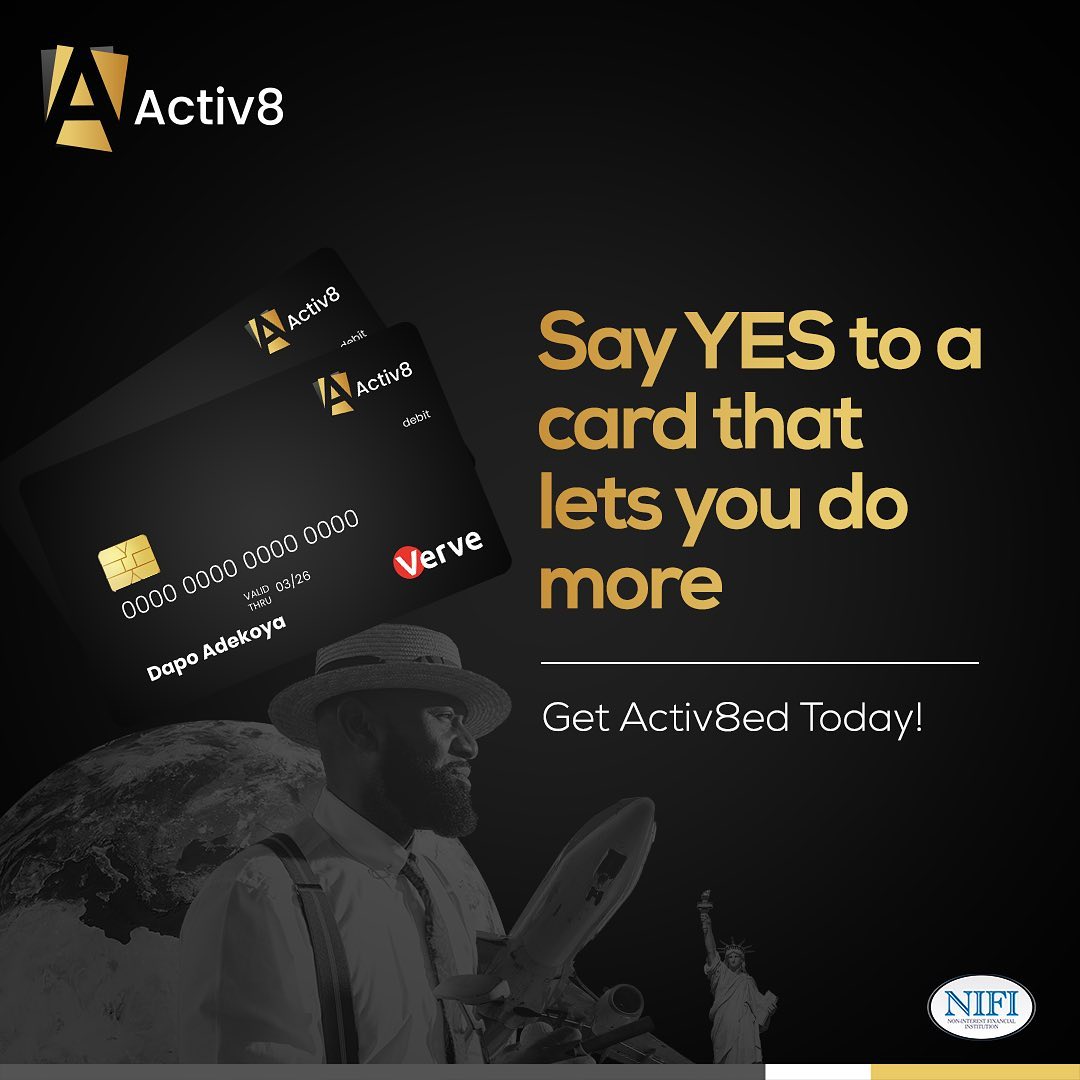 Activ8
Activ8
debit
Activ8
debit
0000 0000 0000 0000
VALID
THRU
03/26
Dapo Adekoya
Verve
Say YES to a
card that
lets you do
more
Get Activ8ed Today!
NIFI
NON-INTEREST FINANCIAL
INSTITUTION